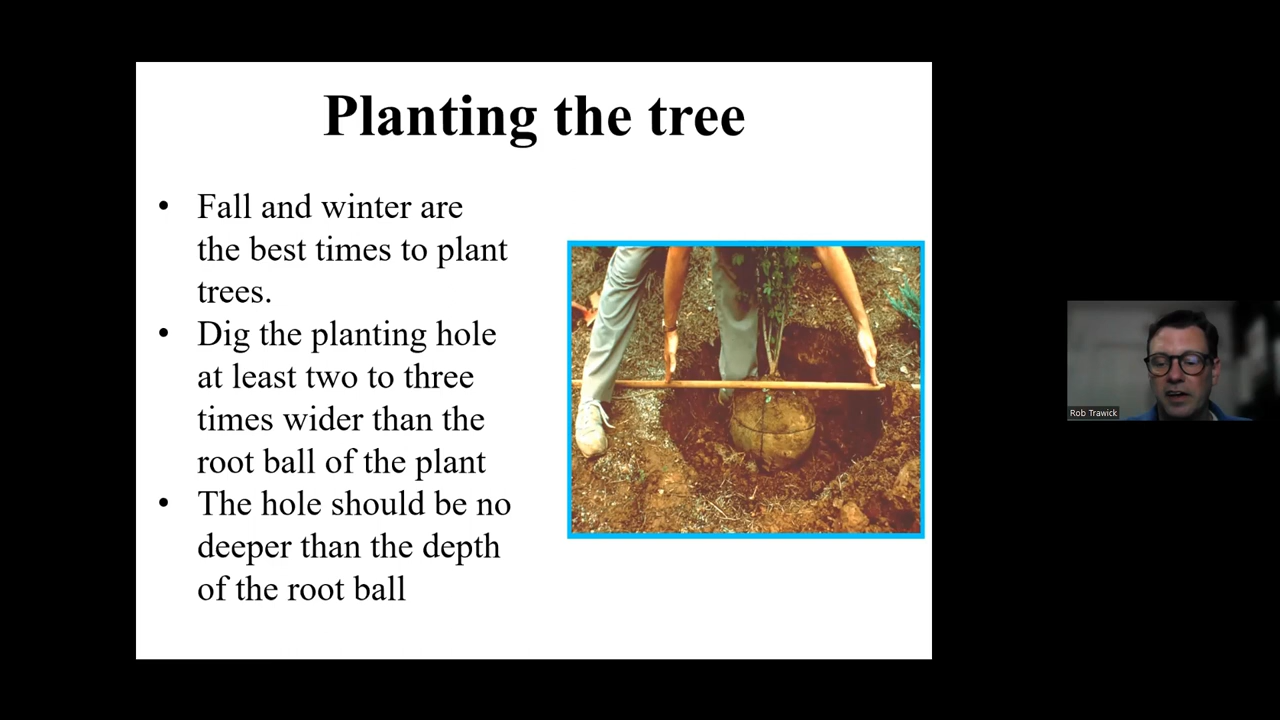 Planting the tree
• Fall and winter are
the best times to plant
trees.
• Dig the planting hole
at least two to three
times wider than the
root ball of the plant
• The hole should be no
deeper than the depth
of the root ball
Rob Trawick